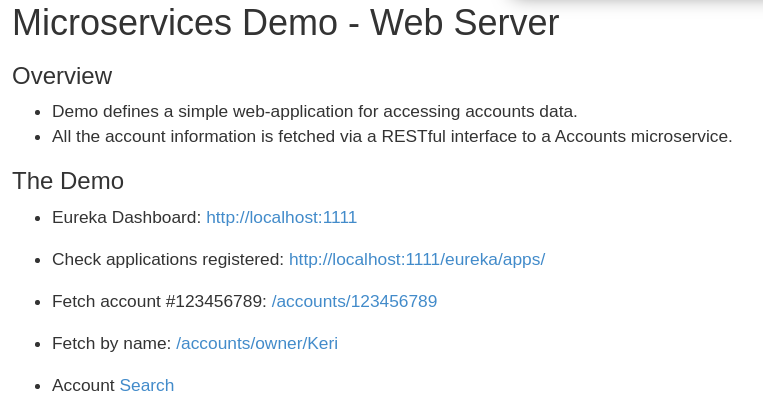 Microservices Demo - Web Server
Overview
Demo defines a simple web-application for accessing accounts data.
All the account information is fetched via a RESTful interface to a Accounts microservice.
The Demo
Eureka Dashboard: http://localhost:1111
Check applications registered: http://localhost:1111/eureka/apps/
Fetch account #123456789: /accounts/123456789
Fetch by name: /accounts/owner/Keri
Account Search